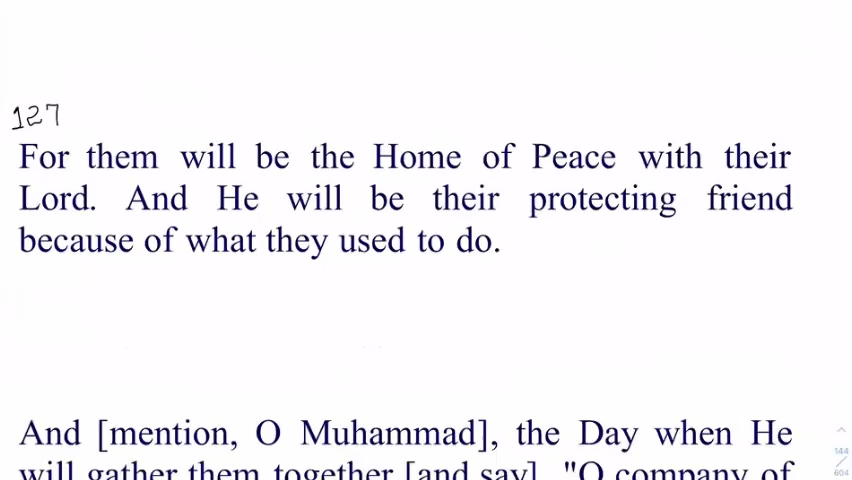 127
For them will be the Home of Peace with their
Lord. And He will be their protecting friend
because of what they used to do.
And [mention, O Muhammad], the Day when He
will gather them together [and say], "O company of
144
/
604